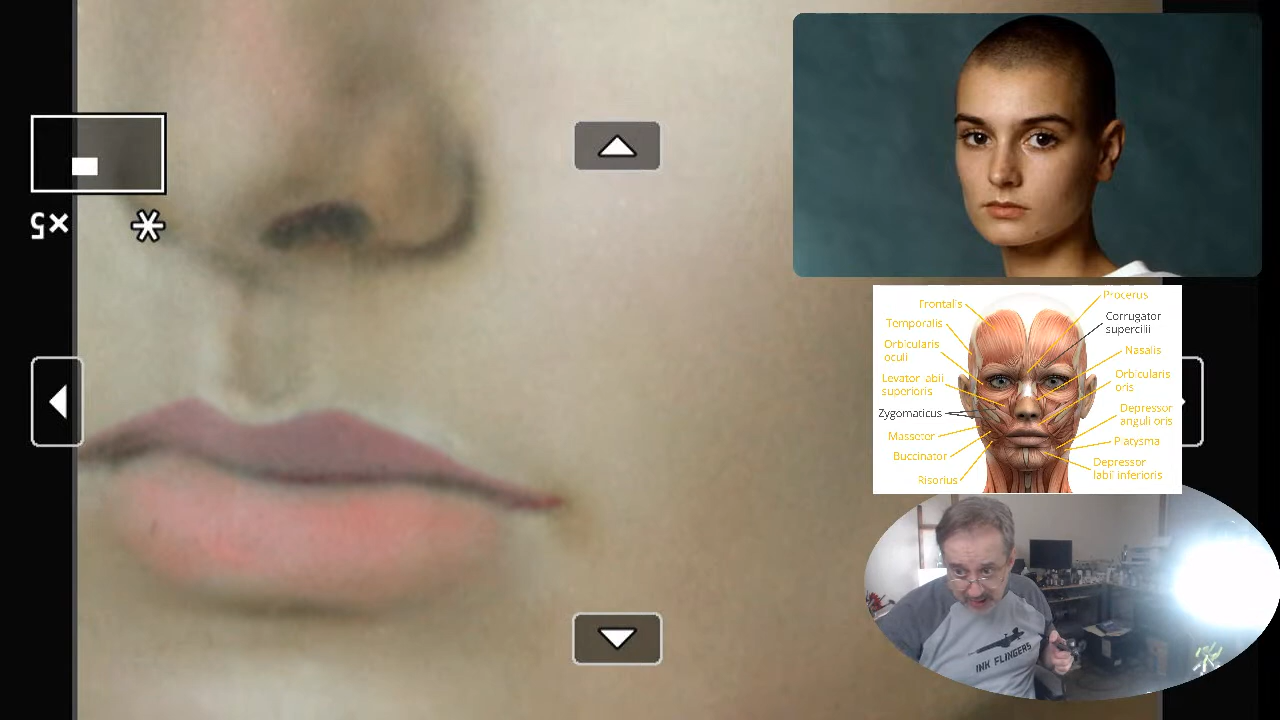 ×5
*
Frontalis
Temporalis
Orbicularis
oculi
Levator labii
superioris
Zygomaticus
Masseter
Buccinator
Risorius
Procerus
Corrugator
supercilii
Nasalis
Orbicularis
oris
Depressor
anguli oris
Platysma
Depressor
labii inferioris
INK FLINGERS